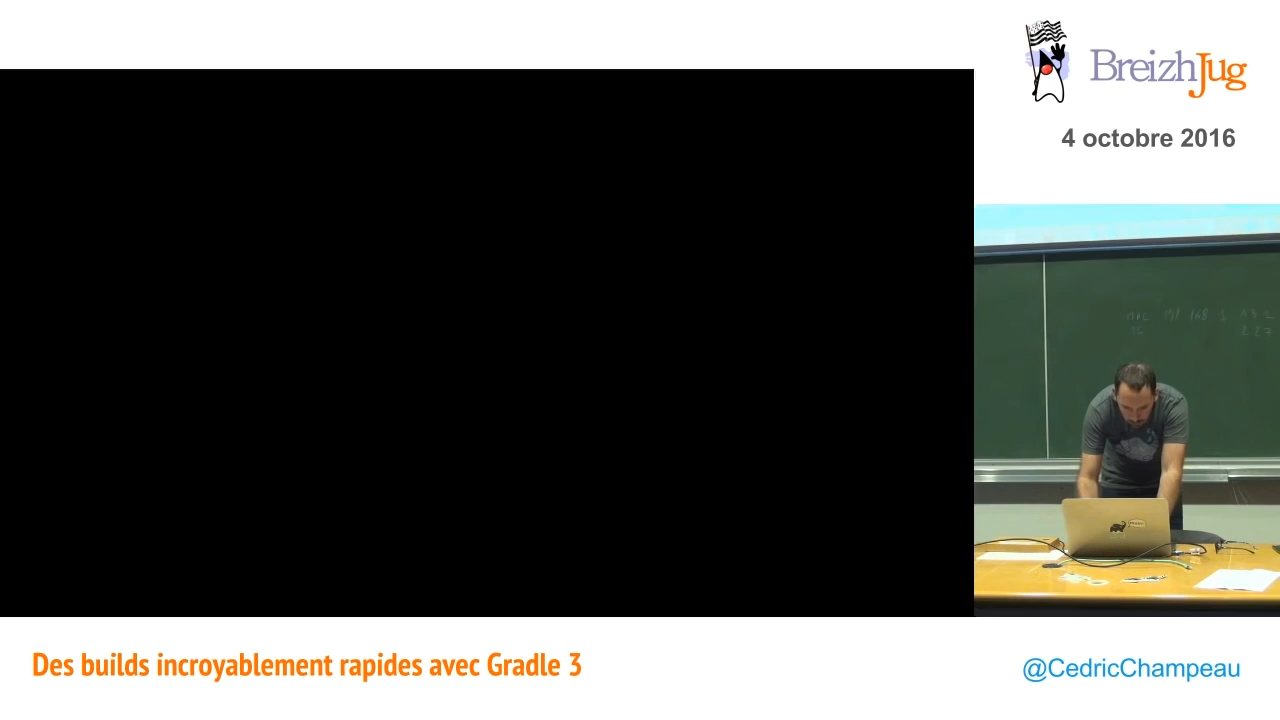 BreizhJug
4 octobre 2016
Des builds incroyablement rapides avec Gradle 3
@CedricChampeau